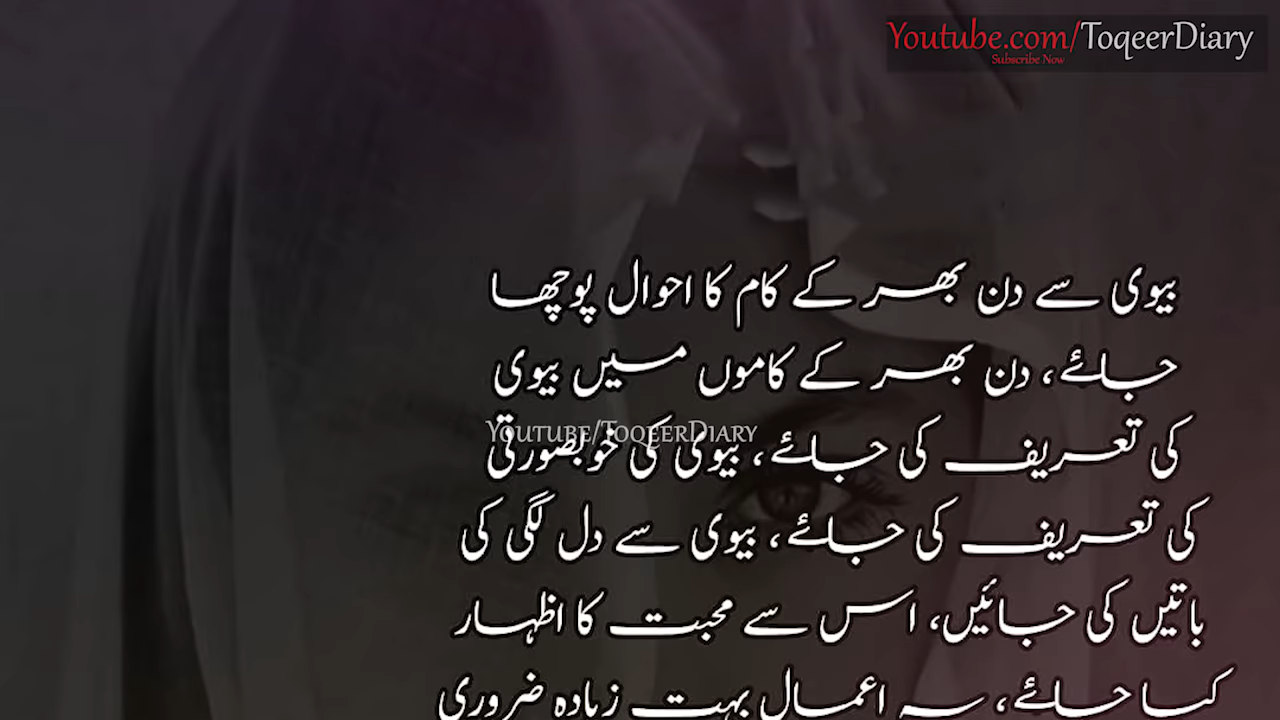 Youtube.com/ToqeerDiary
Subscribe Now
بیوی سے دن بھر کے کام کا احوال پوچھا
جائے، دن بھر کے کاموں میں بیوی
کی تعریف کی جائے، بیوی کی خوبصورتی
Youtube/ToqeerDiary
کی تعریف کی جائے، بیوی سے دل لگی کی
باتیں کی جائیں، اس سے محبت کا اظہار
کیا جائے، یہ اعمال بہت زیادہ ضروری